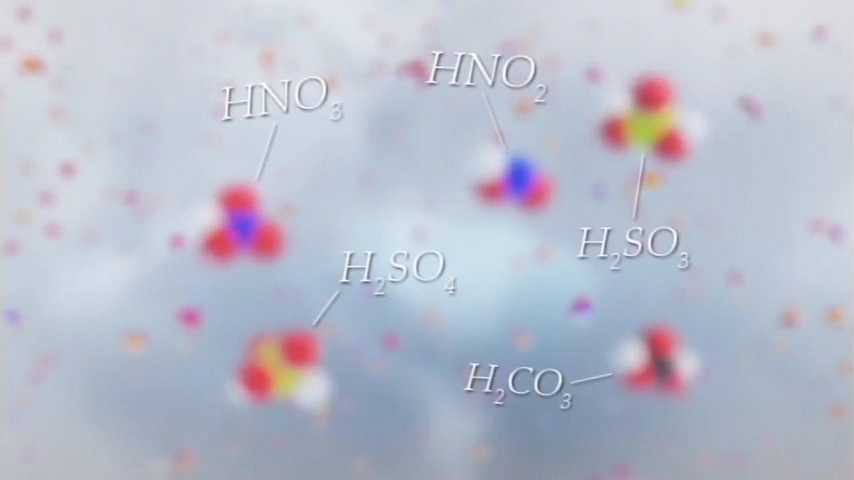 HNO₃
HNO₂
H₂SO₃
H₂SO₄
H₂CO₃